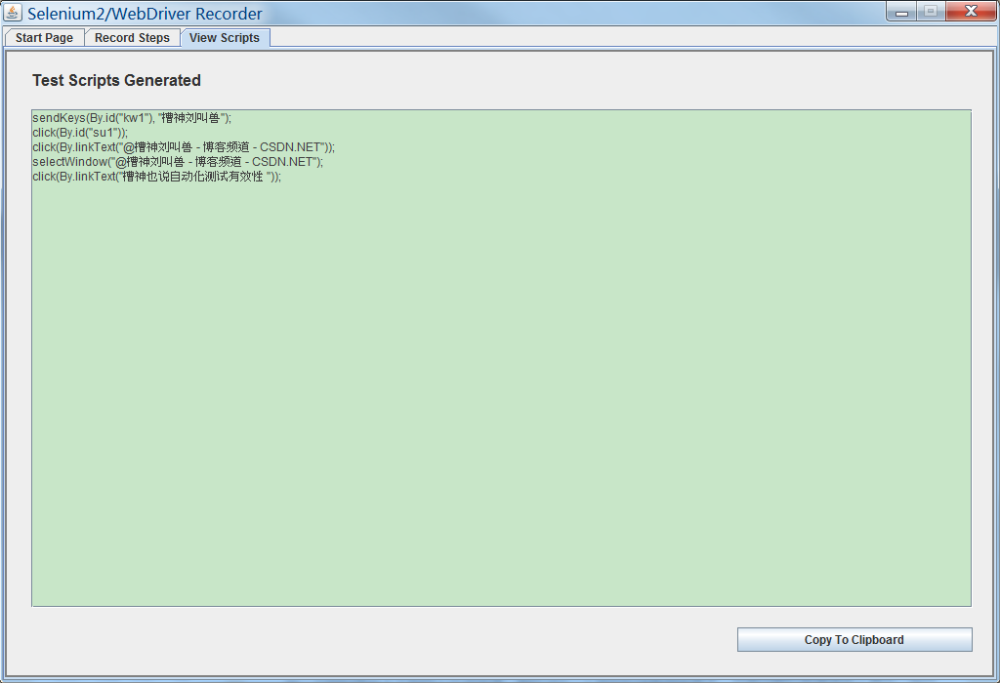 Selenium2/WebDriver Recorder
Start Page
Record Steps
View Scripts
Test Scripts Generated
sendKeys(By.id("kw1"), "槽神刘叫兽");
click(By.id("su1"));
click(By.linkText("@槽神刘叫兽 - 博客频道 - CSDN.NET"));
selectWindow("@槽神刘叫兽 - 博客频道 - CSDN.NET");
click(By.linkText("槽神也说自动化测试有效性 "));
Copy To Clipboard